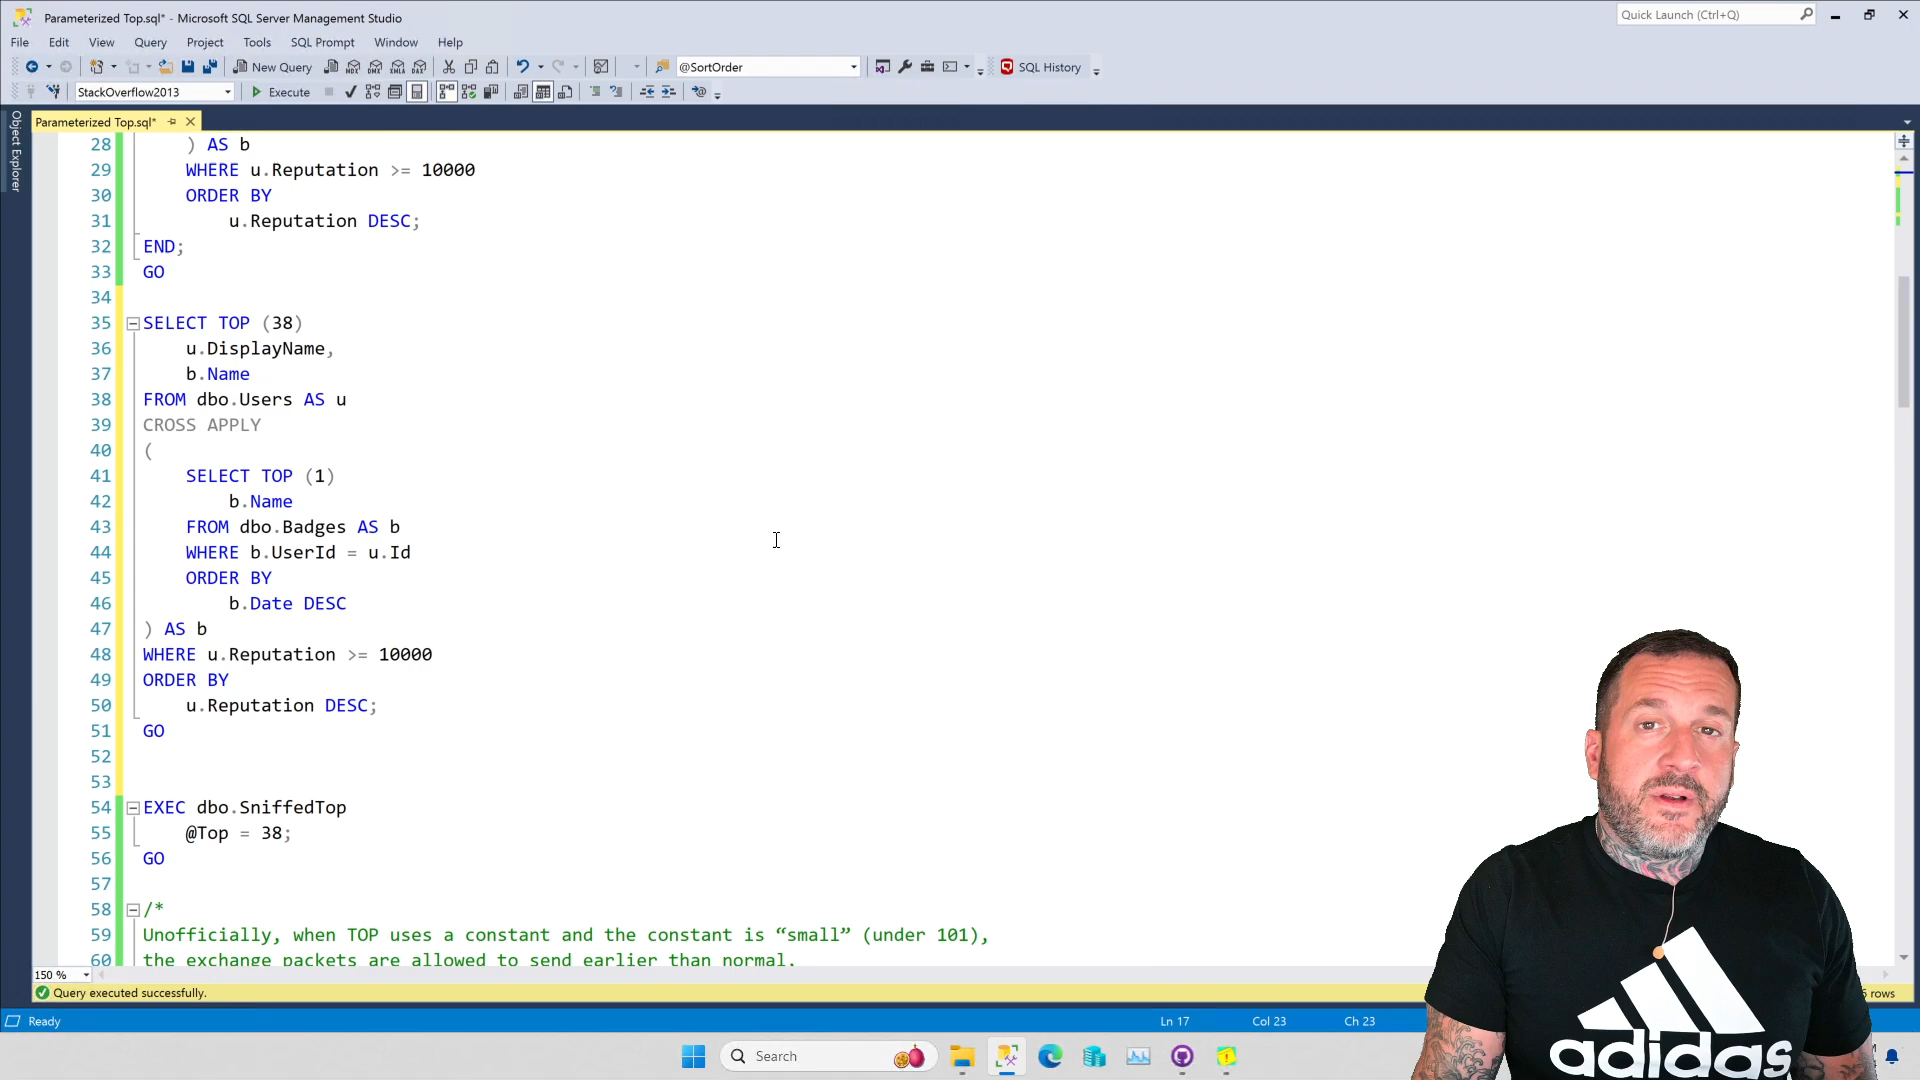 Parameterized Top.sql* - Microsoft SQL Server Management Studio
Quick Launch (Ctrl+Q)
File Edit View Query Project Tools SQL Prompt Window Help
New Query MDX DMX XMLA DAX @SortOrder SQL History
StackOverflow2013 Execute
Object Explorer
Parameterized Top.sql*
28 ) AS b
29 WHERE u.Reputation >= 10000
30 ORDER BY
31 u.Reputation DESC;
32 END;
33 GO
34
35 SELECT TOP (38)
36 u.DisplayName,
37 b.Name
38 FROM dbo.Users AS u
39 CROSS APPLY
40 (
41 SELECT TOP (1)
42 b.Name
43 FROM dbo.Badges AS b
44 WHERE b.UserId = u.Id
45 ORDER BY
46 b.Date DESC
47 ) AS b
48 WHERE u.Reputation >= 10000
49 ORDER BY
50 u.Reputation DESC;
51 GO
52
53
54 EXEC dbo.SniffedTop
55 @Top = 38;
56 GO
57
58 /*
59 Unofficially, when TOP uses a constant and the constant is “small” (under 101),
60 the exchange packets are allowed to send earlier than normal.
150 %
Query executed successfully.
rows
Ready Ln 17 Col 23 Ch 23
Search
adidas